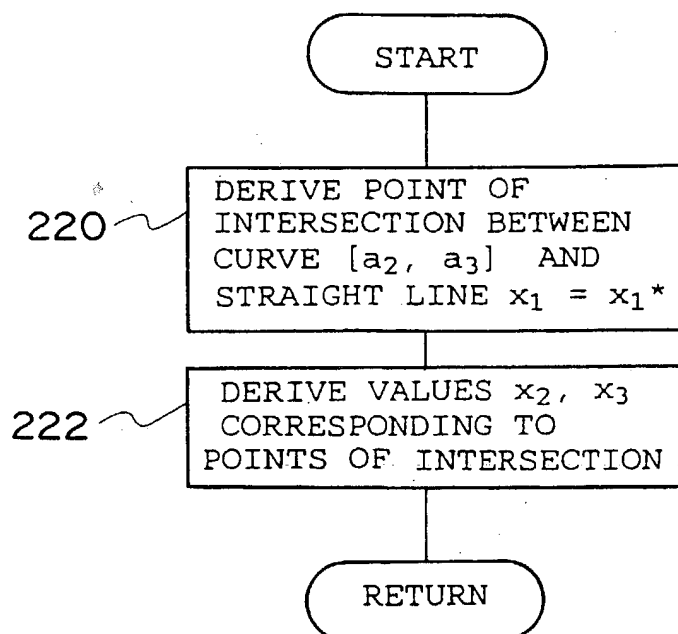 START
220
DERIVE POINT OF
INTERSECTION BETWEEN
CURVE [a₂, a₃] AND
STRAIGHT LINE x₁ = x₁*
222
DERIVE VALUES x₂, x₃
CORRESPONDING TO
POINTS OF INTERSECTION
RETURN